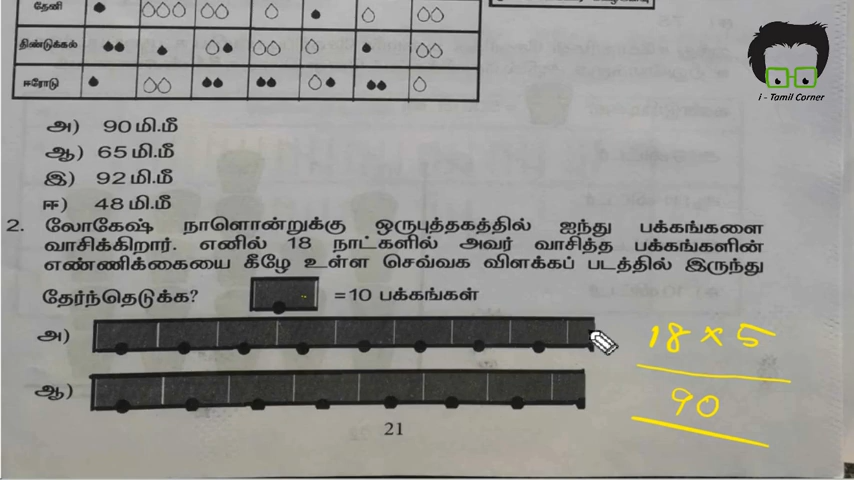 தேனி
திண்டுக்கல்
ஈரோடு
i - Tamil Corner
அ) 90 மி.மீ
ஆ) 65 மி.மீ
இ) 92 மி.மீ
ஈ) 48 மி.மீ
2. லோகேஷ் நாளொன்றுக்கு ஒருபுத்தகத்தில் ஐந்து பக்கங்களை
வாசிக்கிறார். எனில் 18 நாட்களில் அவர் வாசித்த பக்கங்களின்
எண்ணிக்கையை கீழே உள்ள செவ்வக விளக்கப் படத்தில் இருந்து
தேர்ந்தெடுக்க? =10 பக்கங்கள்
அ)
18 × 5
ஆ)
90
21